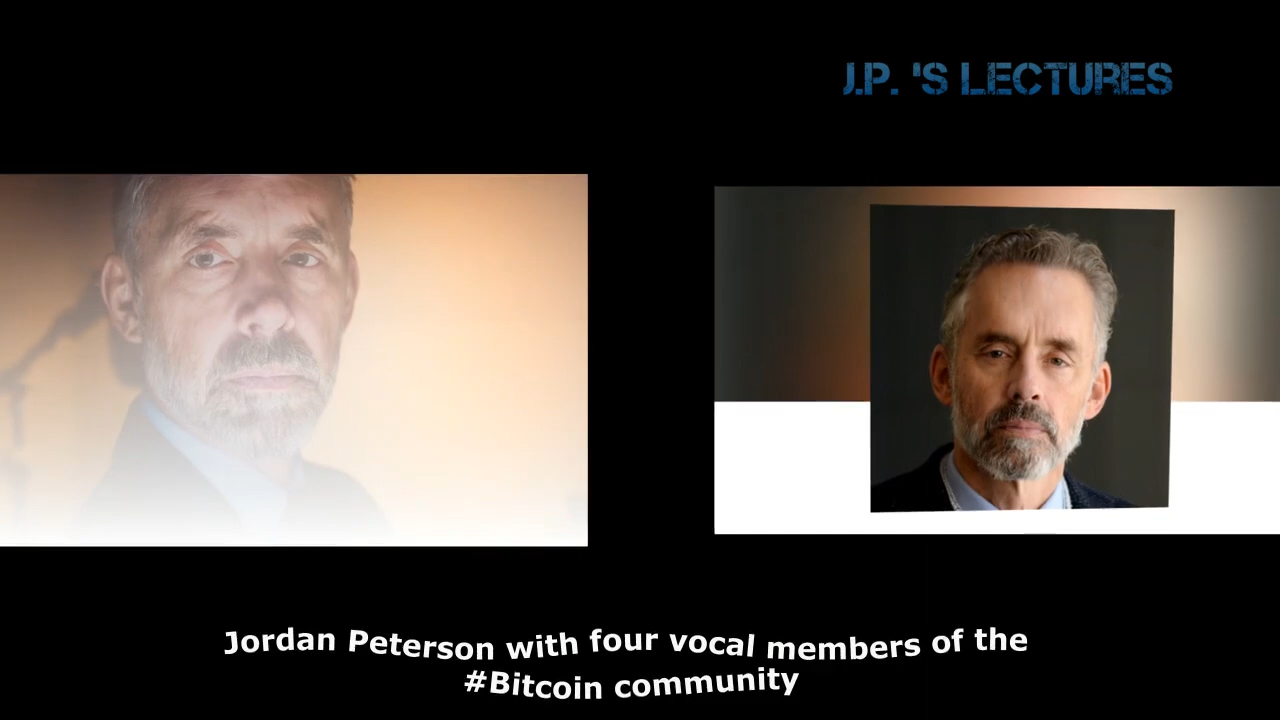 J.P. 'S LECTURES
Jordan Peterson with four vocal members of the
#Bitcoin community